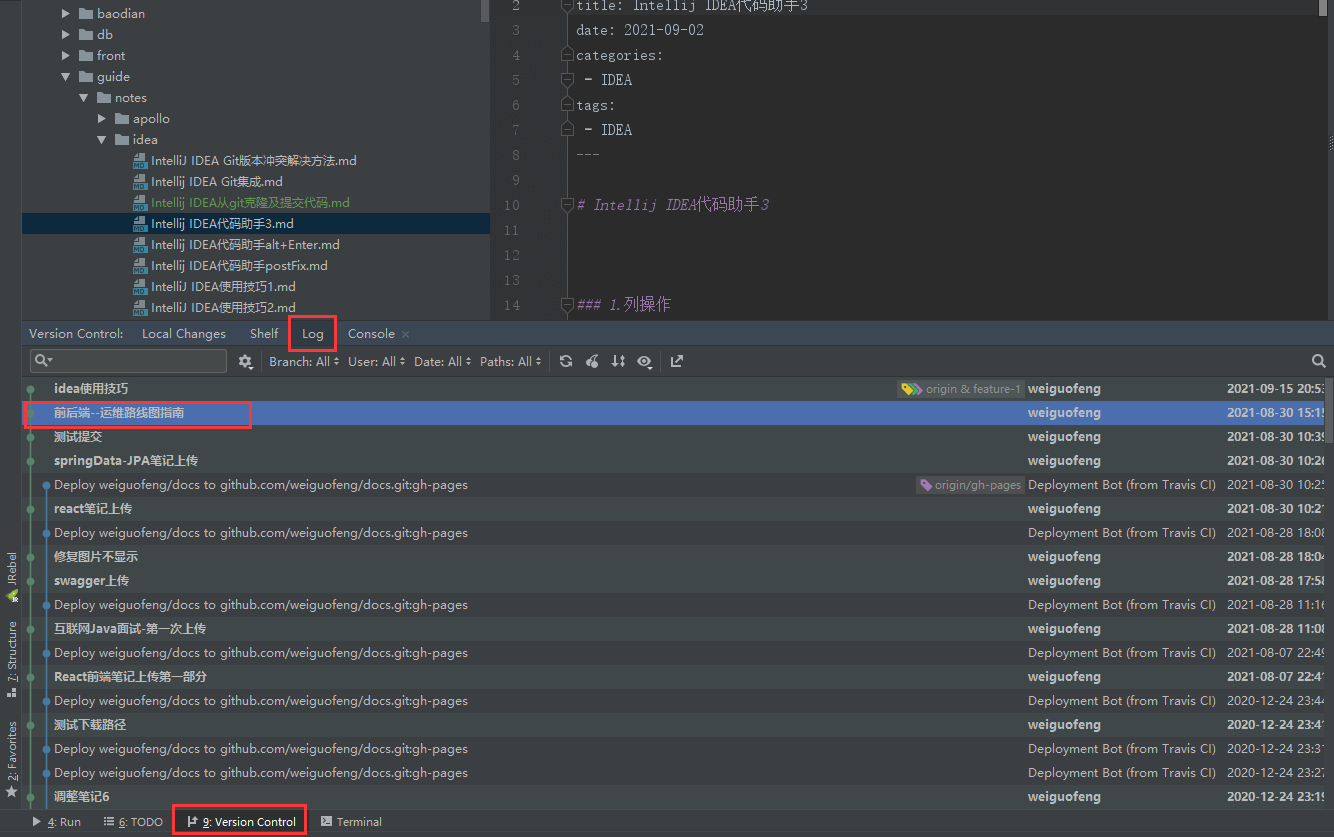 baodian
db
front
guide
notes
apollo
idea
IntelliJ IDEA Git版本冲突解决方法.md
Intellij IDEA Git集成.md
Intellij IDEA从git克隆及提交代码.md
Intellij IDEA代码助手3.md
Intellij IDEA代码助手alt+Enter.md
Intellij IDEA代码助手postFix.md
Intellij IDEA使用技巧1.md
Intellij IDEA使用技巧2.md
2 title: Intellij IDEA代码助手3
3 date: 2021-09-02
4 categories:
5 - IDEA
6 tags:
7 - IDEA
8 ---
9
10 # Intellij IDEA代码助手3
11
12
13
14 ### 1.列操作
Version Control: Local Changes Shelf Log Console
Branch: All User: All Date: All Paths: All
idea使用技巧 origin & feature-1 weiguofeng 2021-09-15 20:53
前后端--运维路线图指南 weiguofeng 2021-08-30 15:15
测试提交 weiguofeng 2021-08-30 10:39
springData-JPA笔记上传 weiguofeng 2021-08-30 10:26
Deploy weiguofeng/docs to github.com/weiguofeng/docs.git:gh-pages origin/gh-pages Deployment Bot (from Travis CI) 2021-08-30 10:25
react笔记上传 weiguofeng 2021-08-30 10:21
Deploy weiguofeng/docs to github.com/weiguofeng/docs.git:gh-pages Deployment Bot (from Travis CI) 2021-08-28 18:08
修复图片不显示 weiguofeng 2021-08-28 18:04
swagger上传 weiguofeng 2021-08-28 17:58
Deploy weiguofeng/docs to github.com/weiguofeng/docs.git:gh-pages Deployment Bot (from Travis CI) 2021-08-28 11:16
互联网Java面试-第一次上传 weiguofeng 2021-08-28 11:08
Deploy weiguofeng/docs to github.com/weiguofeng/docs.git:gh-pages Deployment Bot (from Travis CI) 2021-08-07 22:49
React前端笔记上传第一部分 weiguofeng 2021-08-07 22:41
Deploy weiguofeng/docs to github.com/weiguofeng/docs.git:gh-pages Deployment Bot (from Travis CI) 2020-12-24 23:44
测试下载路径 weiguofeng 2020-12-24 23:41
Deploy weiguofeng/docs to github.com/weiguofeng/docs.git:gh-pages Deployment Bot (from Travis CI) 2020-12-24 23:37
Deploy weiguofeng/docs to github.com/weiguofeng/docs.git:gh-pages Deployment Bot (from Travis CI) 2020-12-24 23:27
调整笔记6 weiguofeng 2020-12-24 23:19
JRebel
7: Structure
2: Favorites
4: Run 6: TODO 9: Version Control Terminal